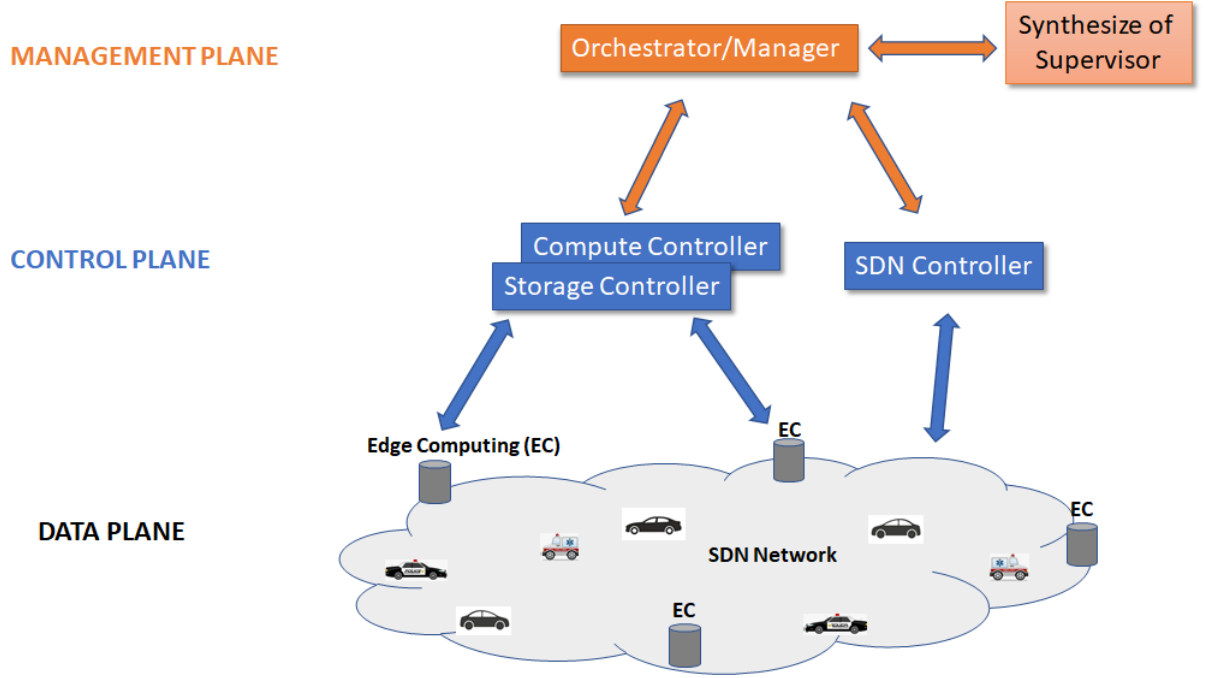 MANAGEMENT PLANE
Orchestrator/Manager
Synthesize of
Supervisor
CONTROL PLANE
Compute Controller
Storage Controller
SDN Controller
Edge Computing (EC)
EC
EC
DATA PLANE
SDN Network
POLICE
EC